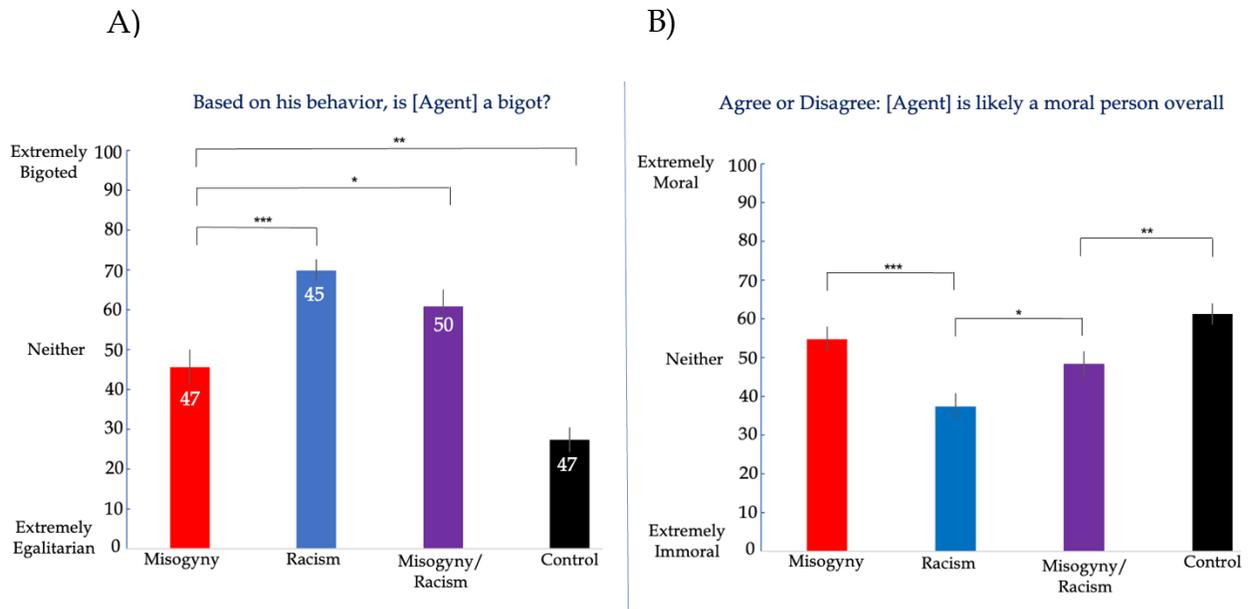 A)
B)
Based on his behavior, is [Agent] a bigot?
Extremely
Bigoted
100
90
80
70
60
Neither
50
40
30
20
10
Extremely
Egalitarian
0
**
*
***
47
45
50
47
Misogyny
Racism
Misogyny/
Racism
Control
Agree or Disagree: [Agent] is likely a moral person overall
Extremely
Moral
100
90
80
70
60
Neither
50
40
30
20
10
Extremely
Immoral
0
**
***
*
Misogyny
Racism
Misogyny/
Racism
Control